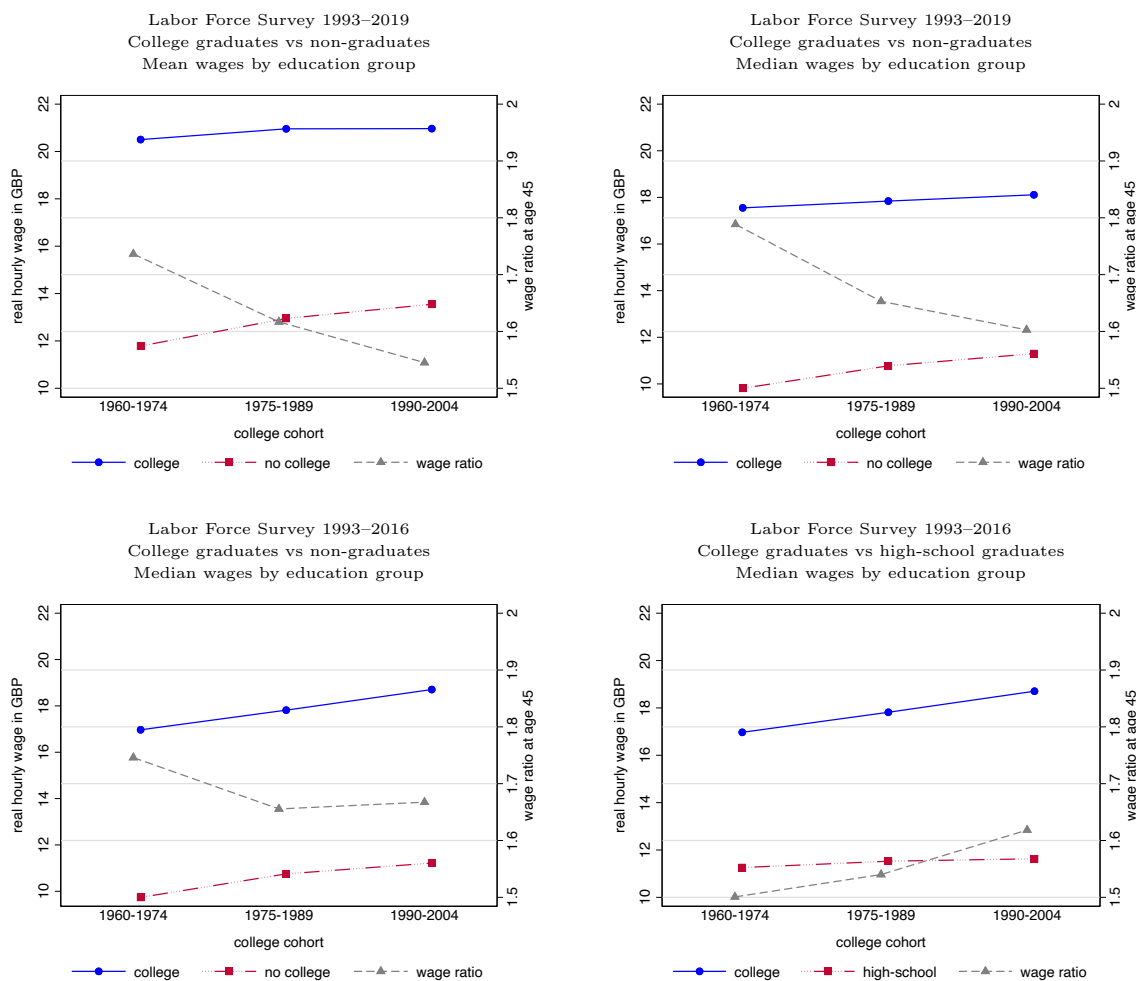 Labor Force Survey 1993–2019
College graduates vs non-graduates
Mean wages by education group
22
20
18
16
14
12
10
real hourly wage in GBP
2
1.9
1.8
1.7
1.6
1.5
wage ratio at age 45
1960-1974 1975-1989 1990-2004
college cohort
college no college wage ratio
Labor Force Survey 1993–2019
College graduates vs non-graduates
Median wages by education group
22
20
18
16
14
12
10
real hourly wage in GBP
2
1.9
1.8
1.7
1.6
1.5
wage ratio at age 45
1960-1974 1975-1989 1990-2004
college cohort
college no college wage ratio
Labor Force Survey 1993–2016
College graduates vs non-graduates
Median wages by education group
22
20
18
16
14
12
10
real hourly wage in GBP
2
1.9
1.8
1.7
1.6
1.5
wage ratio at age 45
1960-1974 1975-1989 1990-2004
college cohort
college no college wage ratio
Labor Force Survey 1993–2016
College graduates vs high-school graduates
Median wages by education group
22
20
18
16
14
12
10
real hourly wage in GBP
2
1.9
1.8
1.7
1.6
1.5
wage ratio at age 45
1960-1974 1975-1989 1990-2004
college cohort
college high-school wage ratio